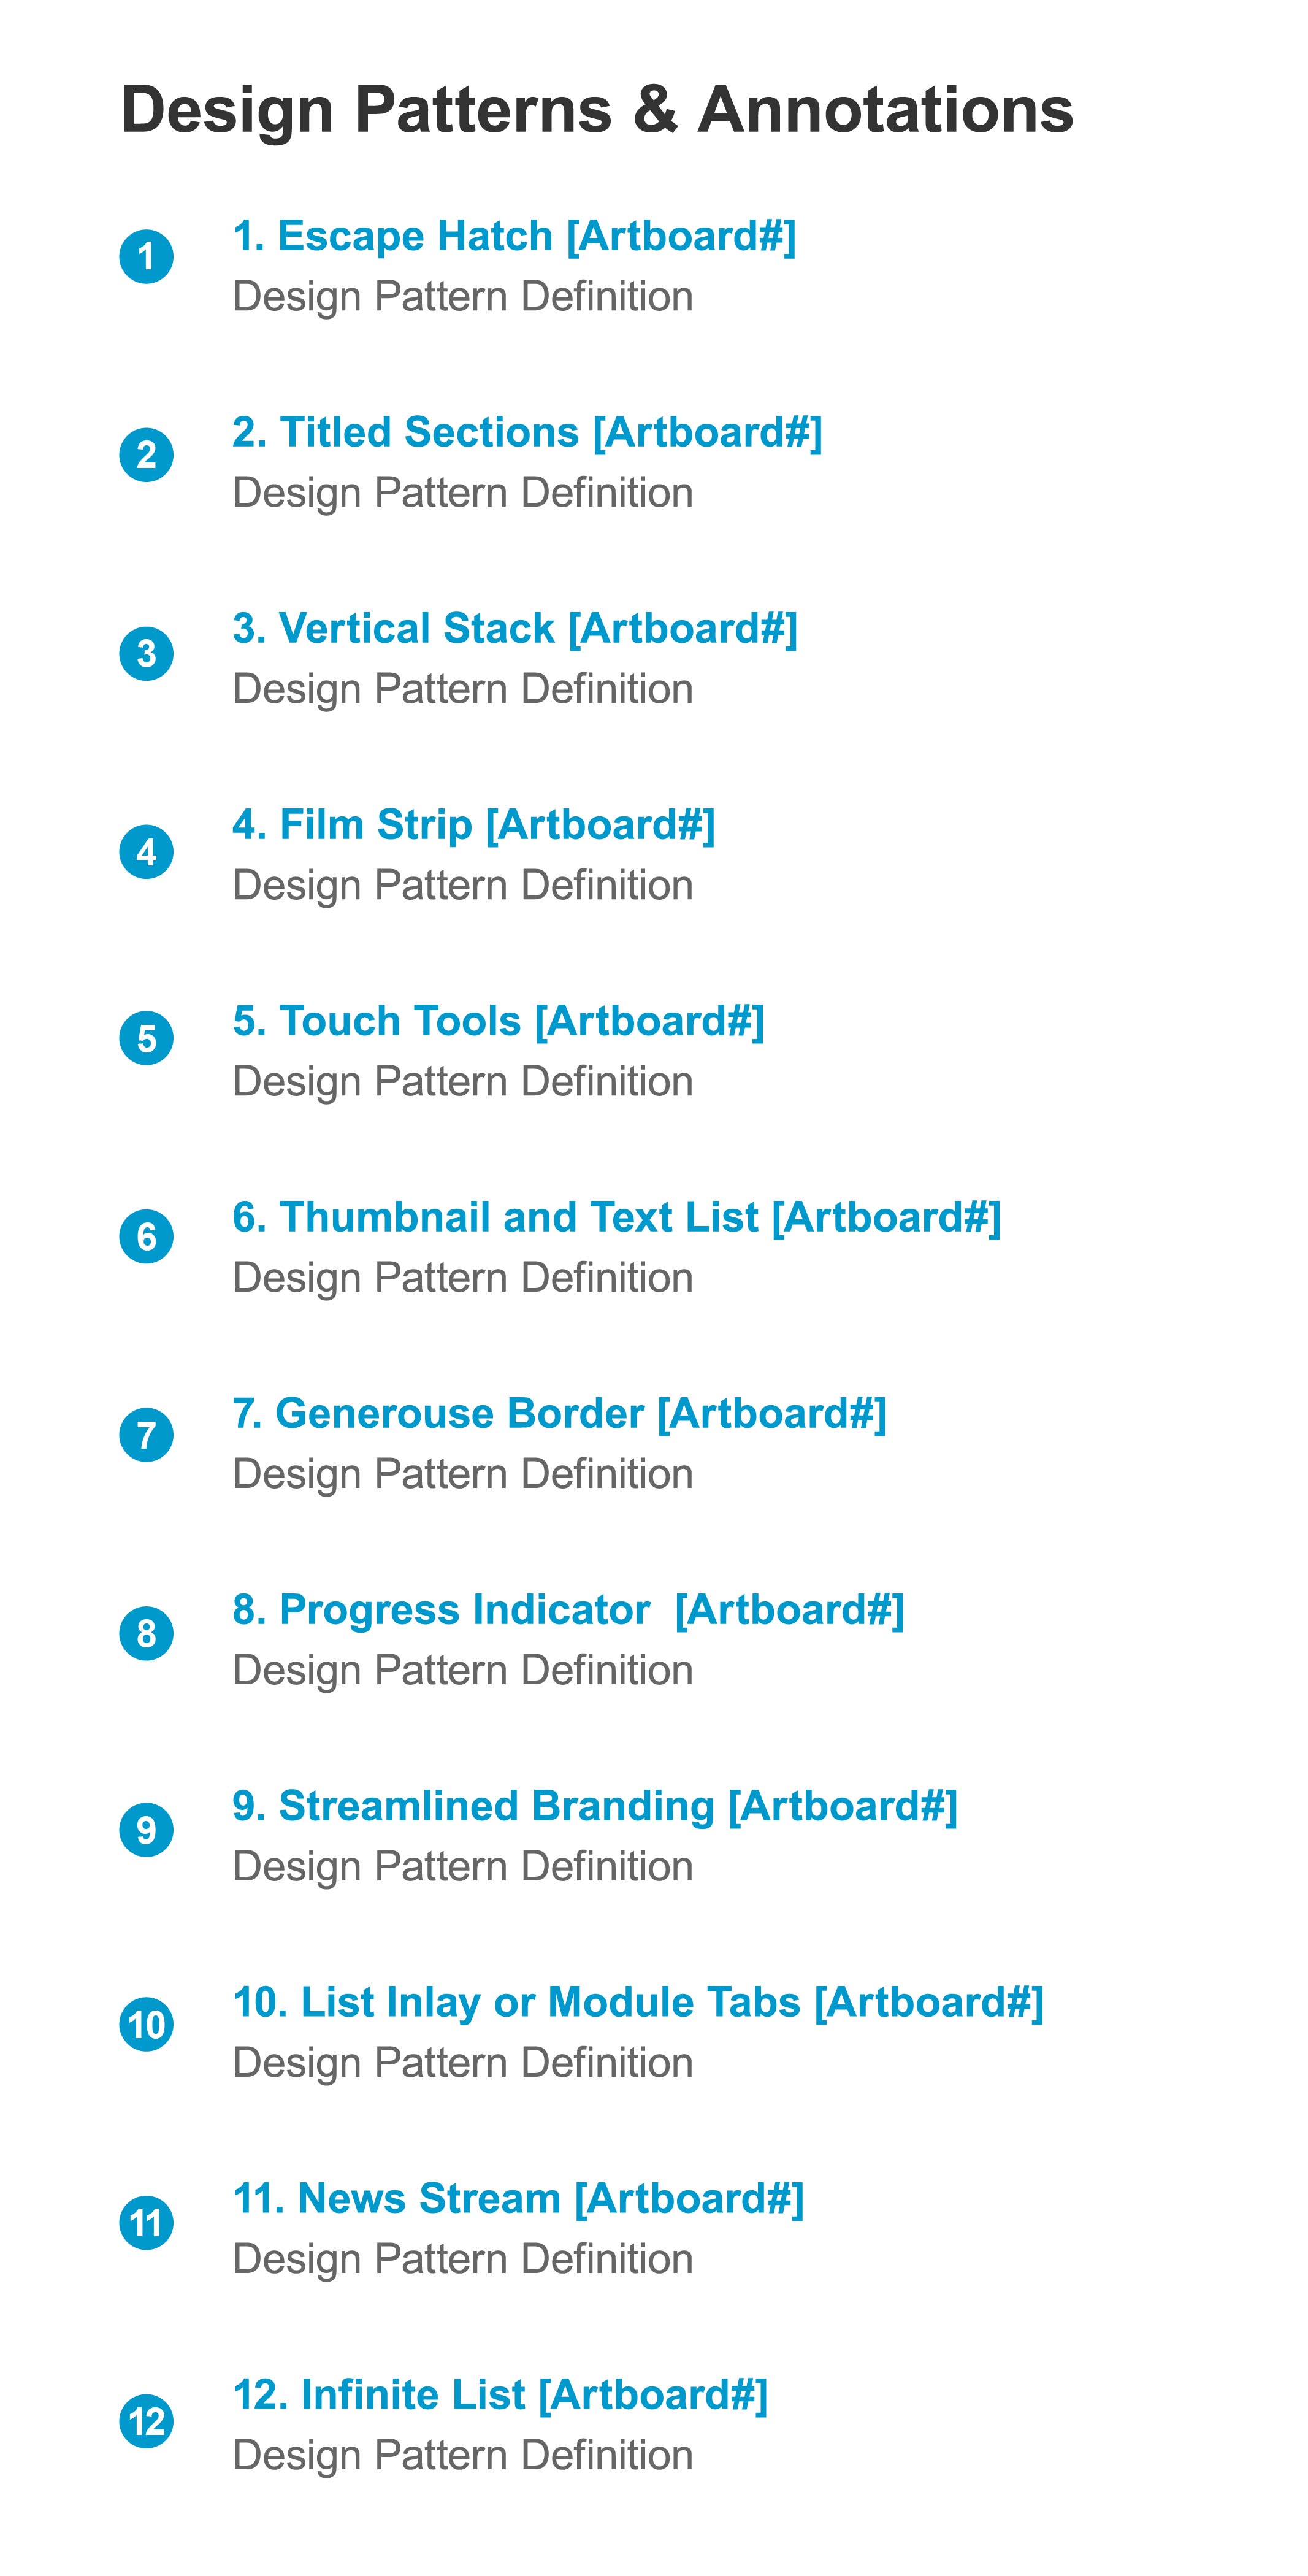 Design Patterns & Annotations
1
1. Escape Hatch [Artboard#]
Design Pattern Definition
2
2. Titled Sections [Artboard#]
Design Pattern Definition
3
3. Vertical Stack [Artboard#]
Design Pattern Definition
4
4. Film Strip [Artboard#]
Design Pattern Definition
5
5. Touch Tools [Artboard#]
Design Pattern Definition
6
6. Thumbnail and Text List [Artboard#]
Design Pattern Definition
7
7. Generouse Border [Artboard#]
Design Pattern Definition
8
8. Progress Indicator  [Artboard#]
Design Pattern Definition
9
9. Streamlined Branding [Artboard#]
Design Pattern Definition
10
10. List Inlay or Module Tabs [Artboard#]
Design Pattern Definition
11
11. News Stream [Artboard#]
Design Pattern Definition
12
12. Infinite List [Artboard#]
Design Pattern Definition